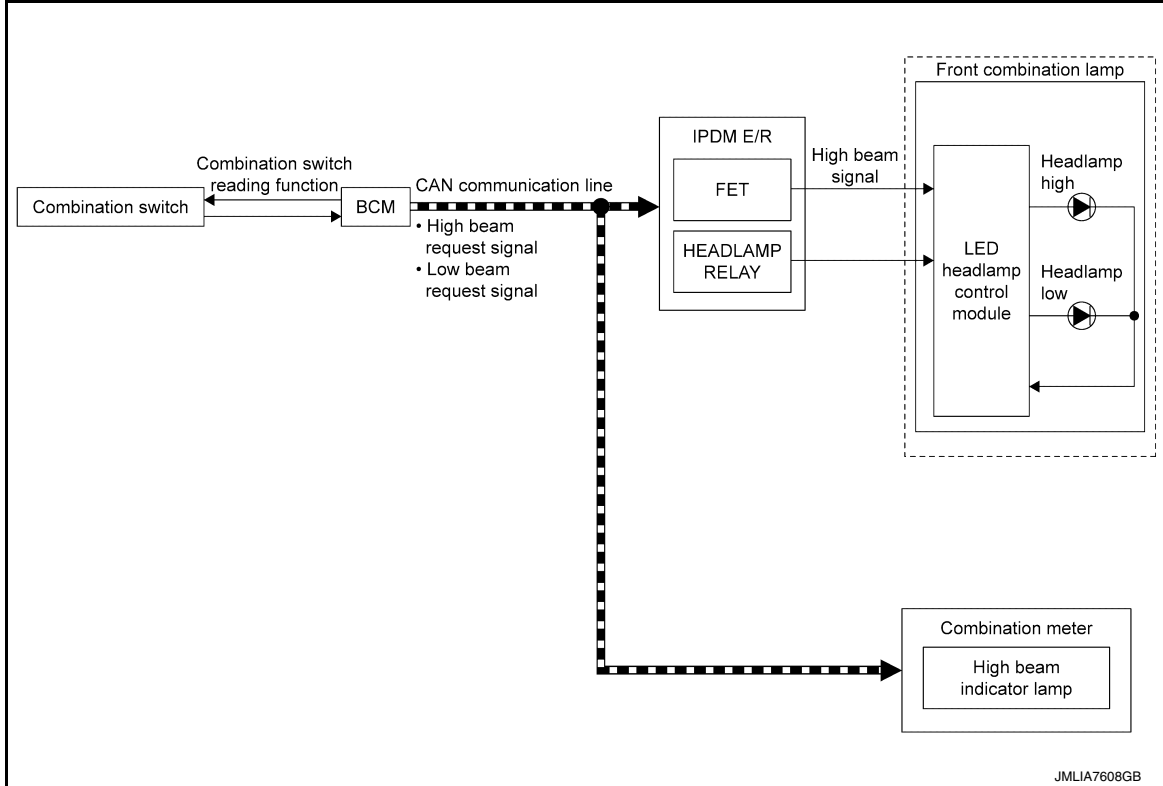 Front combination lamp
IPDM E/R
High beam
signal
Headlamp
high
Combination switch
reading function
CAN communication line
FET
Combination switch
BCM
• High beam
request signal
• Low beam
request signal
HEADLAMP
RELAY
LED
headlamp
control
module
Headlamp
low
Combination meter
High beam
indicator lamp
JMLIA7608GB